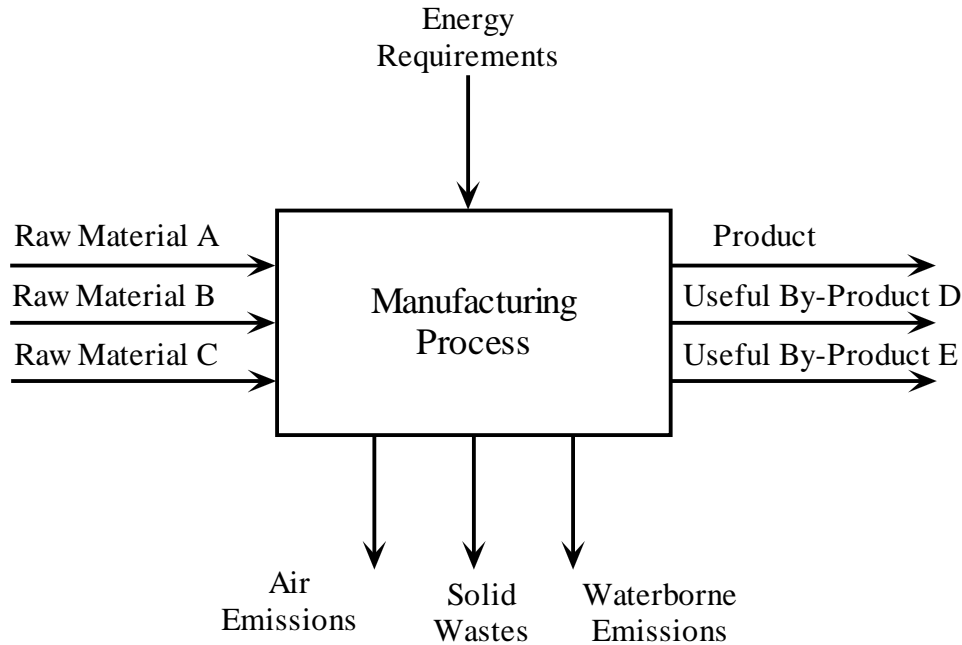 Energy
Requirements
Raw Material A
Raw Material B
Raw Material C
Manufacturing
Process
Product
Useful By-Product D
Useful By-Product E
Air
Emissions
Solid
Wastes
Waterborne
Emissions